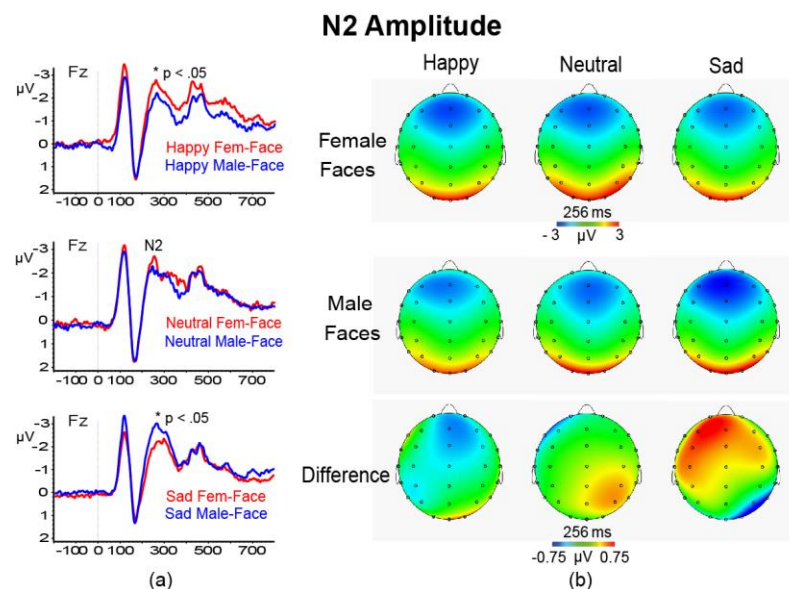 N2 Amplitude
Fz
* p < .05
-3
-2
µV
-1
0
1
2
Happy Fem-Face
Happy Male-Face
-100 0 100 300 500 700
Fz
N2
-3
µV
-2
-1
0
1
2
Neutral Fem-Face
Neutral Male-Face
-100 0 100 300 500 700
Fz
* p < .05
-3
µV
-2
-1
0
1
2
Sad Fem-Face
Sad Male-Face
-100 0 100 300 500 700
(a)
Happy Neutral Sad
Female
Faces
256 ms
-3 µV 3
Male
Faces
Difference
256 ms
-0.75 µV 0.75
(b)